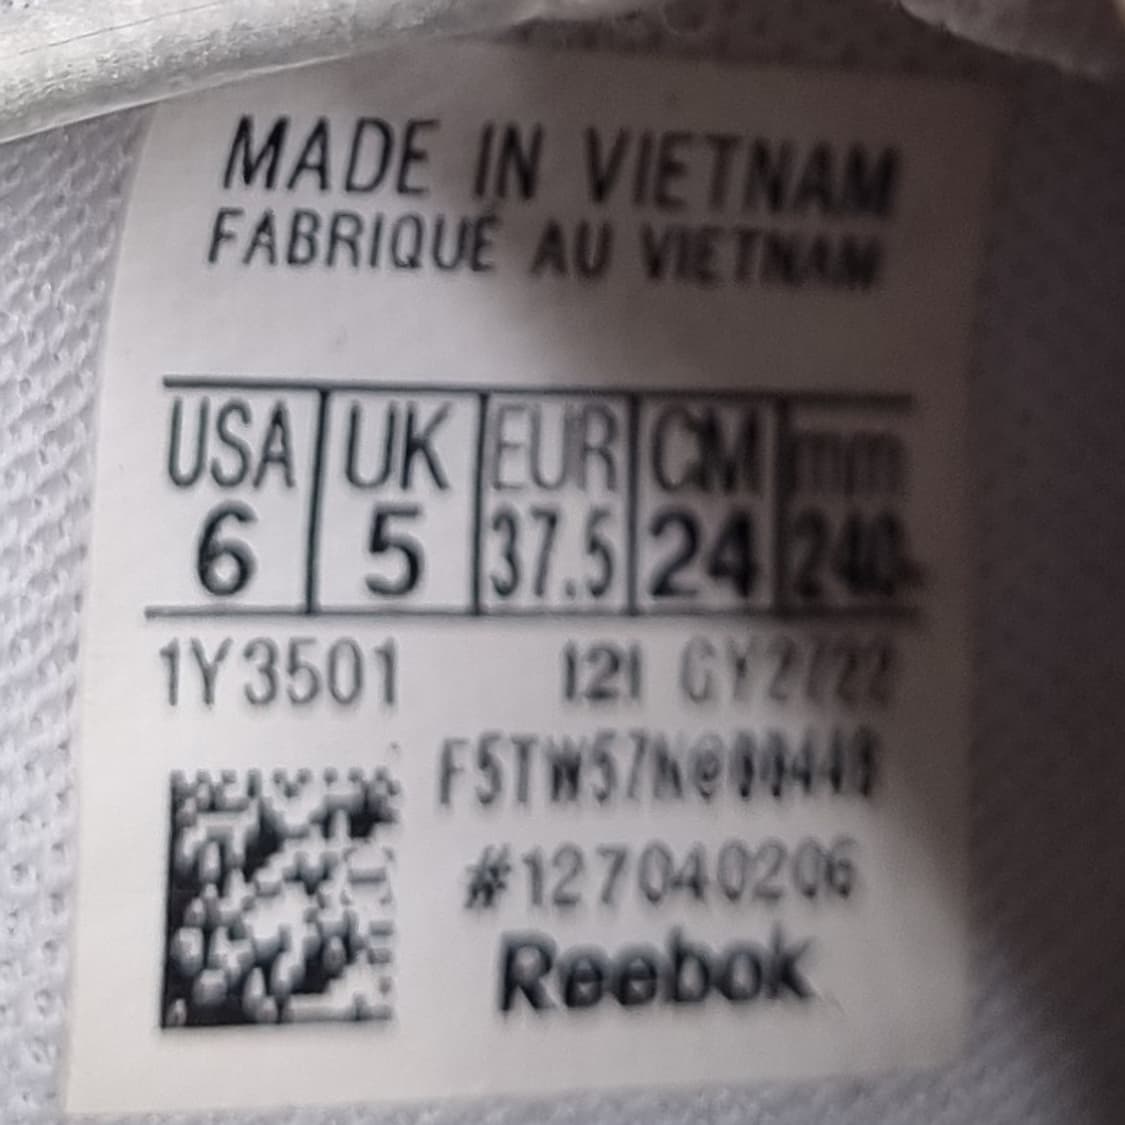 MADE IN VIETNAM
FABRIQUÉ AU VIETNAM
USA UK EUR CM mm
6 5 37.5 24 240
1Y3501 121 GY2722
#127040206
Reebok